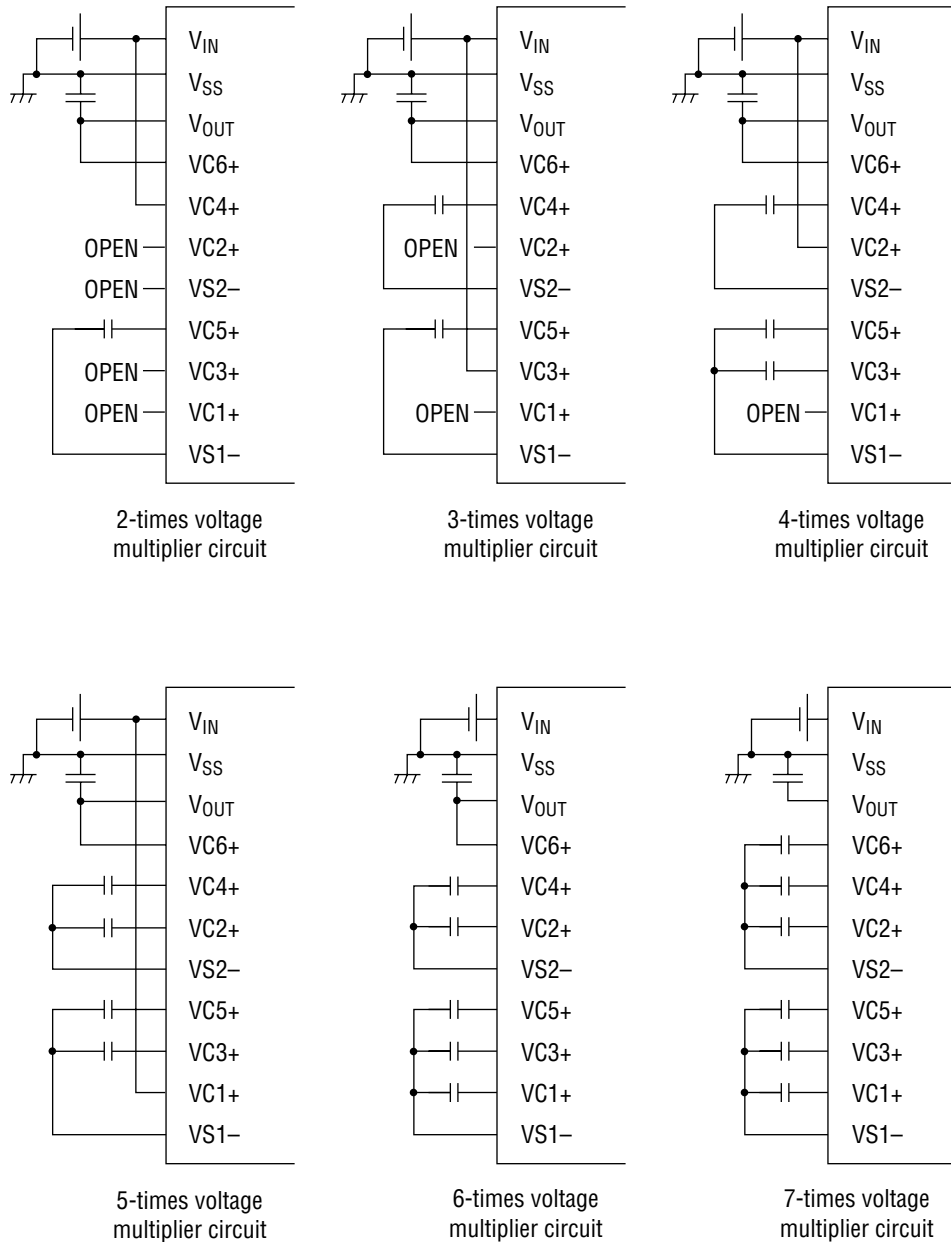 VIN
VSS
VOUT
VC6+
VC4+
OPEN VC2+
OPEN VS2–
VC5+
OPEN VC3+
OPEN VC1+
VS1–
2-times voltage
multiplier circuit
VIN
VSS
VOUT
VC6+
VC4+
OPEN VC2+
VS2–
VC5+
VC3+
OPEN VC1+
VS1–
3-times voltage
multiplier circuit
VIN
VSS
VOUT
VC6+
VC4+
VC2+
VS2–
VC5+
VC3+
OPEN VC1+
VS1–
4-times voltage
multiplier circuit
VIN
VSS
VOUT
VC6+
VC4+
VC2+
VS2–
VC5+
VC3+
VC1+
VS1–
5-times voltage
multiplier circuit
VIN
VSS
VOUT
VC6+
VC4+
VC2+
VS2–
VC5+
VC3+
VC1+
VS1–
6-times voltage
multiplier circuit
VIN
VSS
VOUT
VC6+
VC4+
VC2+
VS2–
VC5+
VC3+
VC1+
VS1–
7-times voltage
multiplier circuit